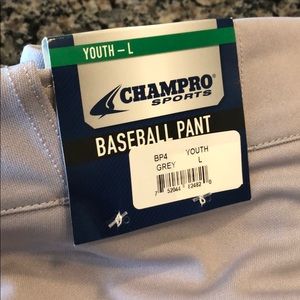 YOUTH – L
CHAMPRO
SPORTS
BASEBALL PANT
BP4 YOUTH
GREY L